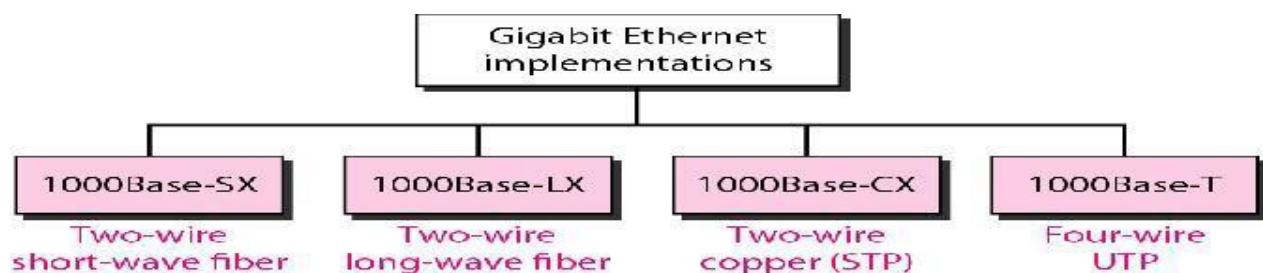 Gigabit Ethernet
implementations
1000Base-SX
1000Base-LX
1000Base-CX
1000Base-T
Two-wire
short-wave fiber
Two-wire
long-wave fiber
Two-wire
copper (STP)
Four-wire
UTP